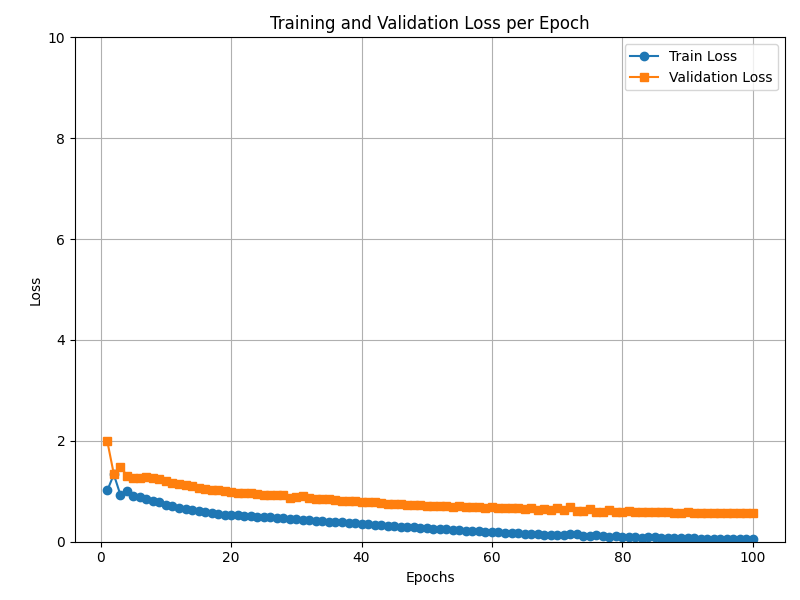 Training and Validation Loss per Epoch
Train Loss
Validation Loss
10
8
6
4
2
0
Loss
0 20 40 60 80 100
Epochs